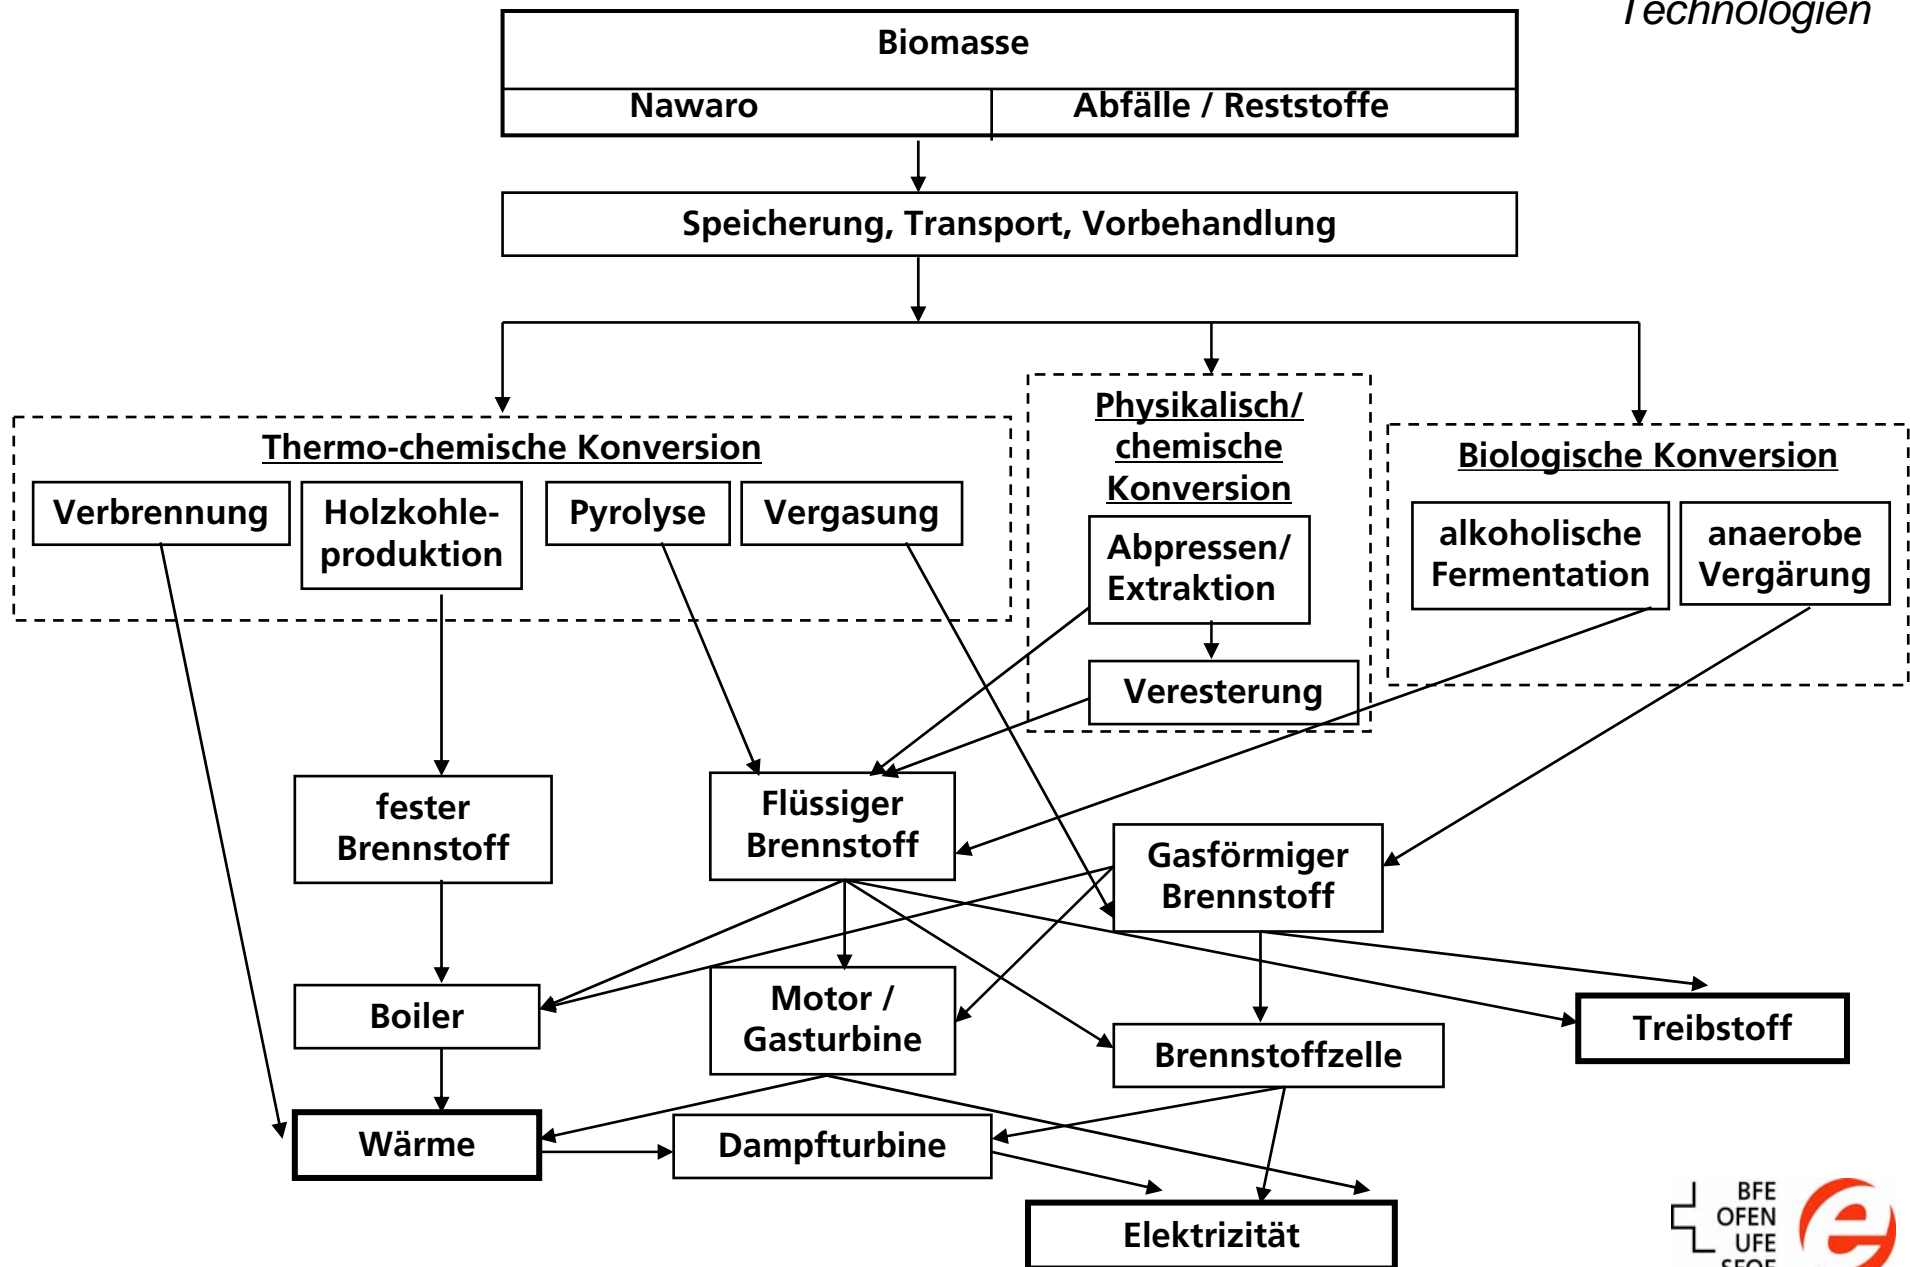 Technologien
Biomasse
Nawaro
Abfälle / Reststoffe
Speicherung, Transport, Vorbehandlung
Thermo-chemische Konversion
Verbrennung
Holzkohle-
produktion
Pyrolyse
Vergasung
Physikalisch/
chemische
Konversion
Abpressen/
Extraktion
Veresterung
Biologische Konversion
alkoholische
Fermentation
anaerobe
Vergärung
fester
Brennstoff
Flüssiger
Brennstoff
Gasförmiger
Brennstoff
Boiler
Motor /
Gasturbine
Brennstoffzelle
Treibstoff
Wärme
Dampfturbine
Elektrizität
BFE
OFEN
UFE
SFOE